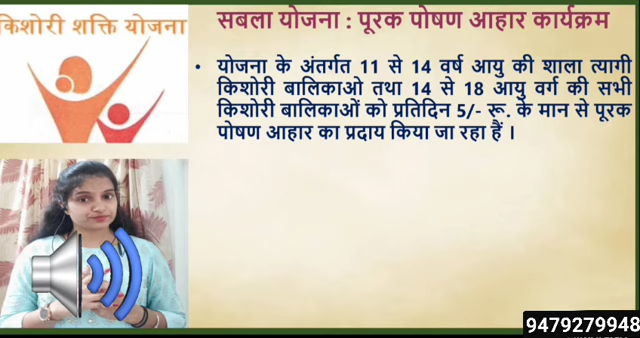 किशोरी शक्ति योजना
सबला योजना : पूरक पोषण आहार कार्यक्रम
• योजना के अंतर्गत 11 से 14 वर्ष आयु की शाला त्यागी
किशोरी बालिकाओ तथा 14 से 18 आयु वर्ग की सभी
किशोरी बालिकाओं को प्रतिदिन 5/- रू. के मान से पूरक
पोषण आहार का प्रदाय किया जा रहा हैं ।
9479279948